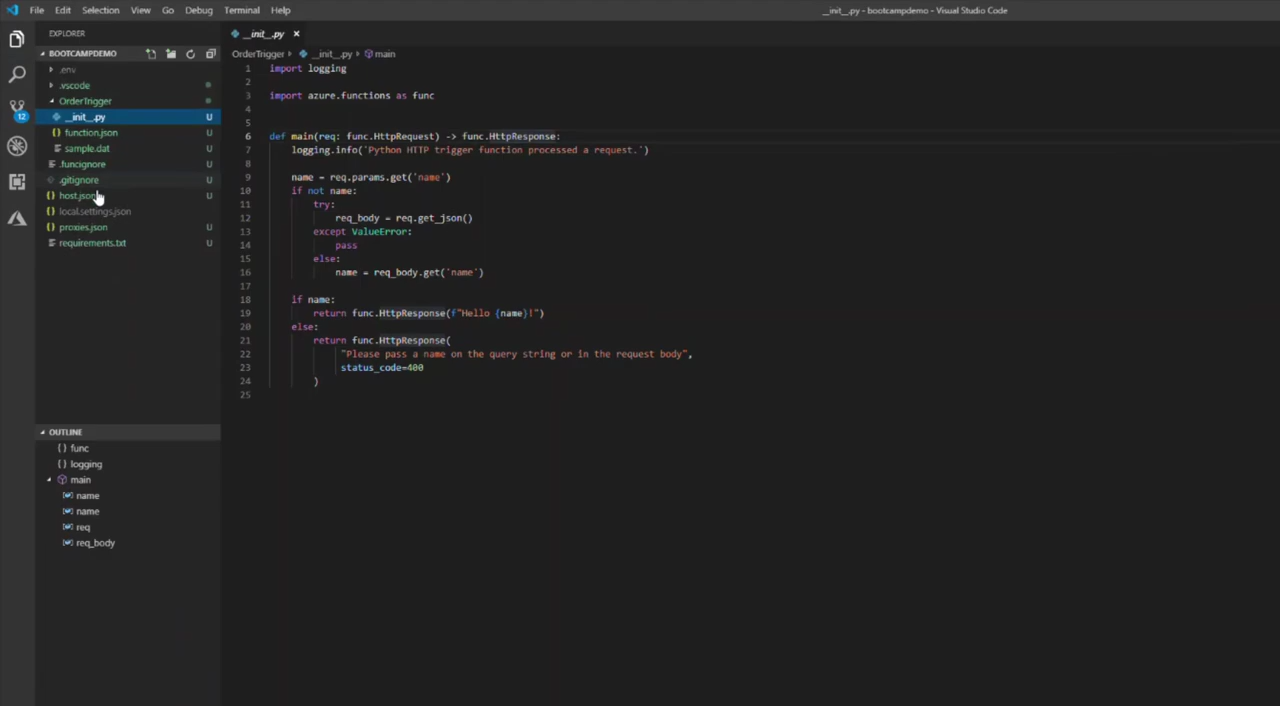 File Edit Selection View Go Debug Terminal Help
__init__.py - bootcampdemo - Visual Studio Code
EXPLORER
BOOTCAMPDEMO
.env
.vscode
OrderTrigger
__init__.py U
function.json U
sample.dat U
.funcignore U
.gitignore U
host.json U
local.settings.json
proxies.json U
requirements.txt U
12
OUTLINE
func
logging
main
name
name
req
req_body
__init__.py
OrderTrigger __init__.py main
1 import logging
2
3 import azure.functions as func
4
5
6 def main(req: func.HttpRequest) -> func.HttpResponse:
7 logging.info('Python HTTP trigger function processed a request.')
8
9 name = req.params.get('name')
10 if not name:
11 try:
12 req_body = req.get_json()
13 except ValueError:
14 pass
15 else:
16 name = req_body.get('name')
17
18 if name:
19 return func.HttpResponse(f"Hello {name}!")
20 else:
21 return func.HttpResponse(
22 "Please pass a name on the query string or in the request body",
23 status_code=400
24 )
25